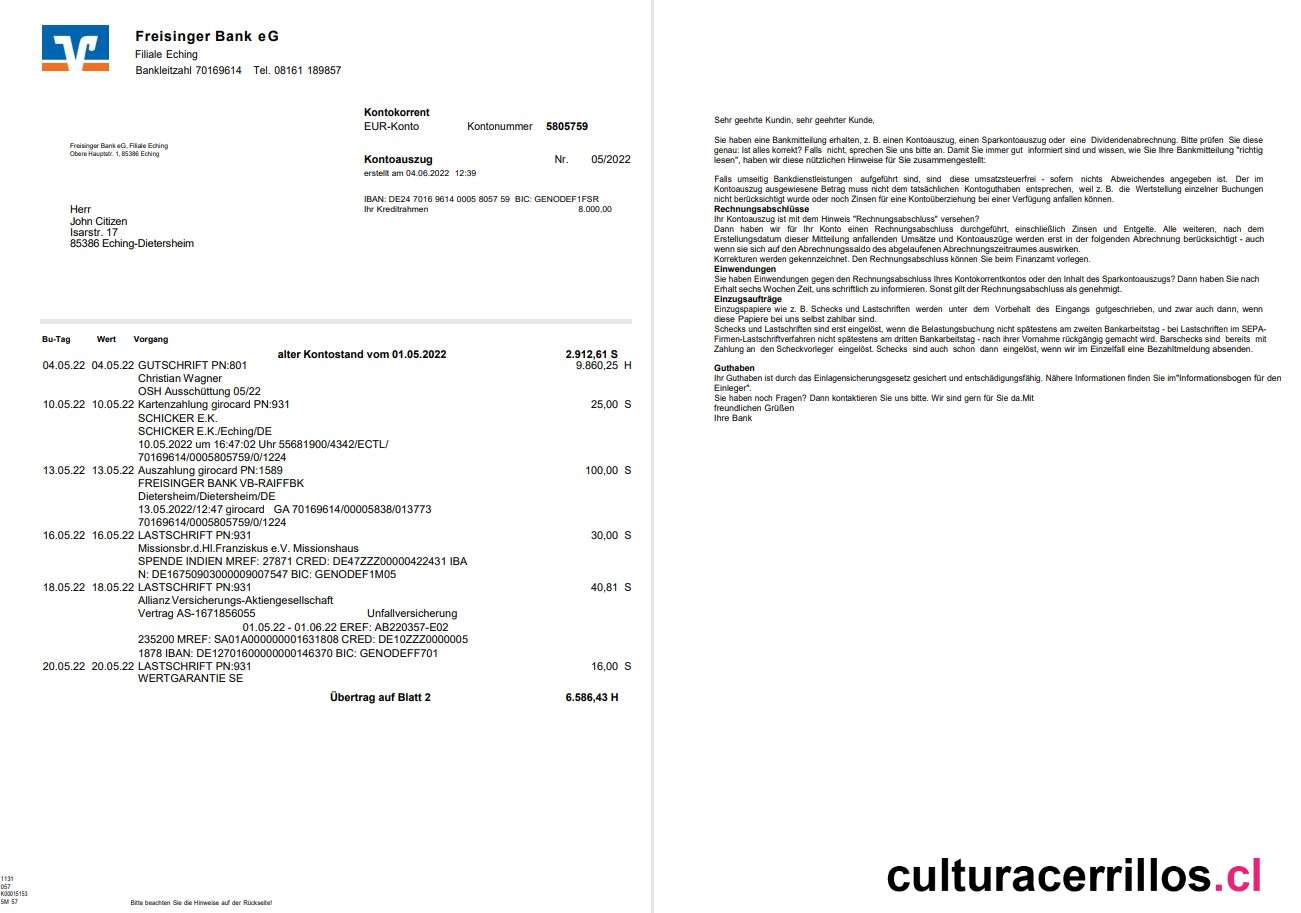 Freisinger Bank eG
Filiale Eching
Bankleitzahl 70169614 Tel. 08161 189857
Kontokorrent
EUR-Konto Kontonummer 5805759
Freisinger Bank eG, Filiale Eching
Obere Hauptstr. 1, 85386 Eching
Kontoauszug Nr. 05/2022
erstellt am 04.06.2022 12:39
IBAN: DE24 7016 9614 0005 8057 59 BIC: GENODEF1FSR
Ihr Kreditrahmen 8.000,00
Herr
John Citizen
Isarstr. 17
85386 Eching-Dietersheim
Bu-Tag Wert Vorgang
alter Kontostand vom 01.05.2022 2.912,61 S
04.05.22 04.05.22 GUTSCHRIFT PN:801 9.860,25 H
Christian Wagner
OSH Ausschüttung 05/22
10.05.22 10.05.22 Kartenzahlung girocard PN:931 25,00 S
SCHICKER E.K.
SCHICKER E.K./Eching/DE
10.05.2022 um 16:47:02 Uhr 55681900/4342/ECTL/
70169614/0005805759/0/1224
13.05.22 13.05.22 Auszahlung girocard PN:1589 100,00 S
FREISINGER BANK VB-RAIFFBK
Dietersheim/Dietersheim/DE
13.05.2022/12:47 girocard GA 70169614/00005838/013773
70169614/0005805759/0/1224
16.05.22 16.05.22 LASTSCHRIFT PN:931 30,00 S
Missionsbr.d.Hl.Franziskus e.V. Missionshaus
SPENDE INDIEN MREF: 27871 CRED: DE47ZZZ00000422431 IBA
N: DE16750903000009007547 BIC: GENODEF1M05
18.05.22 18.05.22 LASTSCHRIFT PN:931 40,81 S
Allianz Versicherungs-Aktiengesellschaft
Vertrag AS-1671856055 Unfallversicherung
01.05.22 - 01.06.22 EREF: AB220357-E02
235200 MREF: SA01A000000001631808 CRED: DE10ZZZ0000005
1878 IBAN: DE12701600000000146370 BIC: GENODEFF701
20.05.22 20.05.22 LASTSCHRIFT PN:931 16,00 S
WERTGARANTIE SE
Übertrag auf Blatt 2 6.586,43 H
1131
057
K00015153
5M 57
Bitte beachten Sie die Hinweise auf der Rückseite!
Sehr geehrte Kundin, sehr geehrter Kunde,
Sie haben eine Bankmitteilung erhalten, z. B. einen Kontoauszug, einen Sparkontoauszug oder eine Dividendenabrechnung. Bitte prüfen Sie diese
genau: Ist alles korrekt? Falls nicht, sprechen Sie uns bitte an. Damit Sie immer gut informiert sind und wissen, wie Sie Ihre Bankmitteilung "richtig
lesen", haben wir diese nützlichen Hinweise für Sie zusammengestellt:
Falls umseitig Bankdienstleistungen aufgeführt sind, sind diese umsatzsteuerfrei - sofern nichts Abweichendes angegeben ist. Der im
Kontoauszug ausgewiesene Betrag muss nicht dem tatsächlichen Kontoguthaben entsprechen, weil z. B. die Wertstellung einzelner Buchungen
nicht berücksichtigt wurde oder noch Zinsen für eine Kontoüberziehung bei einer Verfügung anfallen können.
Rechnungsabschlüsse
Ihr Kontoauszug ist mit dem Hinweis "Rechnungsabschluss" versehen?
Dann haben wir für Ihr Konto einen Rechnungsabschluss durchgeführt, einschließlich Zinsen und Entgelte. Alle weiteren, nach dem
Erstellungsdatum dieser Mitteilung anfallenden Umsätze und Kontoauszüge werden erst in der folgenden Abrechnung berücksichtigt - auch
wenn sie sich auf den Abrechnungssaldo des abgelaufenen Abrechnungszeitraumes auswirken.
Korrekturen werden gekennzeichnet. Den Rechnungsabschluss können Sie beim Finanzamt vorlegen.
Einwendungen
Sie haben Einwendungen gegen den Rechnungsabschluss Ihres Kontokorrentkontos oder den Inhalt des Sparkontoauszugs? Dann haben Sie nach
Erhalt sechs Wochen Zeit, uns schriftlich zu informieren. Sonst gilt der Rechnungsabschluss als genehmigt.
Einzugsaufträge
Einzugspapiere wie z. B. Schecks und Lastschriften werden unter dem Vorbehalt des Eingangs gutgeschrieben, und zwar auch dann, wenn
diese Papiere bei uns selbst zahlbar sind.
Schecks und Lastschriften sind erst eingelöst, wenn die Belastungsbuchung nicht spätestens am zweiten Bankarbeitstag - bei Lastschriften im SEPA-
Firmen-Lastschriftverfahren nicht spätestens am dritten Bankarbeitstag - nach ihrer Vornahme rückgängig gemacht wird. Barschecks sind bereits mit
Zahlung an den Scheckvorleger eingelöst. Schecks sind auch schon dann eingelöst, wenn wir im Einzelfall eine Bezahltmeldung absenden.
Guthaben
Ihr Guthaben ist durch das Einlagensicherungsgesetz gesichert und entschädigungsfähig. Nähere Informationen finden Sie im"Informationsbogen für den
Einleger".
Sie haben noch Fragen? Dann kontaktieren Sie uns bitte. Wir sind gern für Sie da.Mit
freundlichen Grüßen
Ihre Bank
culturacerrillos.cl